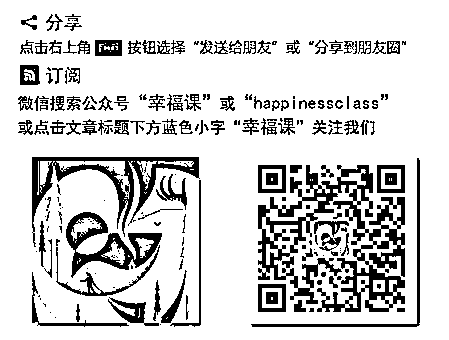 分享
点击右上角 按钮选择“发送给朋友”或“分享到朋友圈”
订阅
微信搜索公众号“幸福课”或“happinessclass”
或点击文章标题下方蓝色小字“幸福课”关注我们